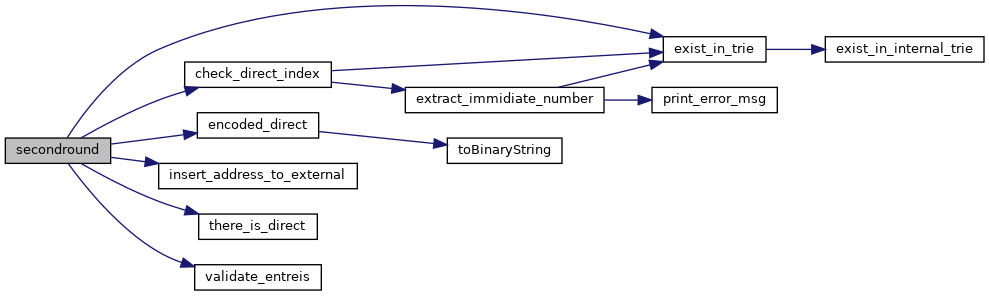 secondround
check_direct_index
encoded_direct
insert_address_to_external
there_is_direct
validate_entreis
extract_immidiate_number
toBinaryString
exist_in_trie
print_error_msg
exist_in_internal_trie